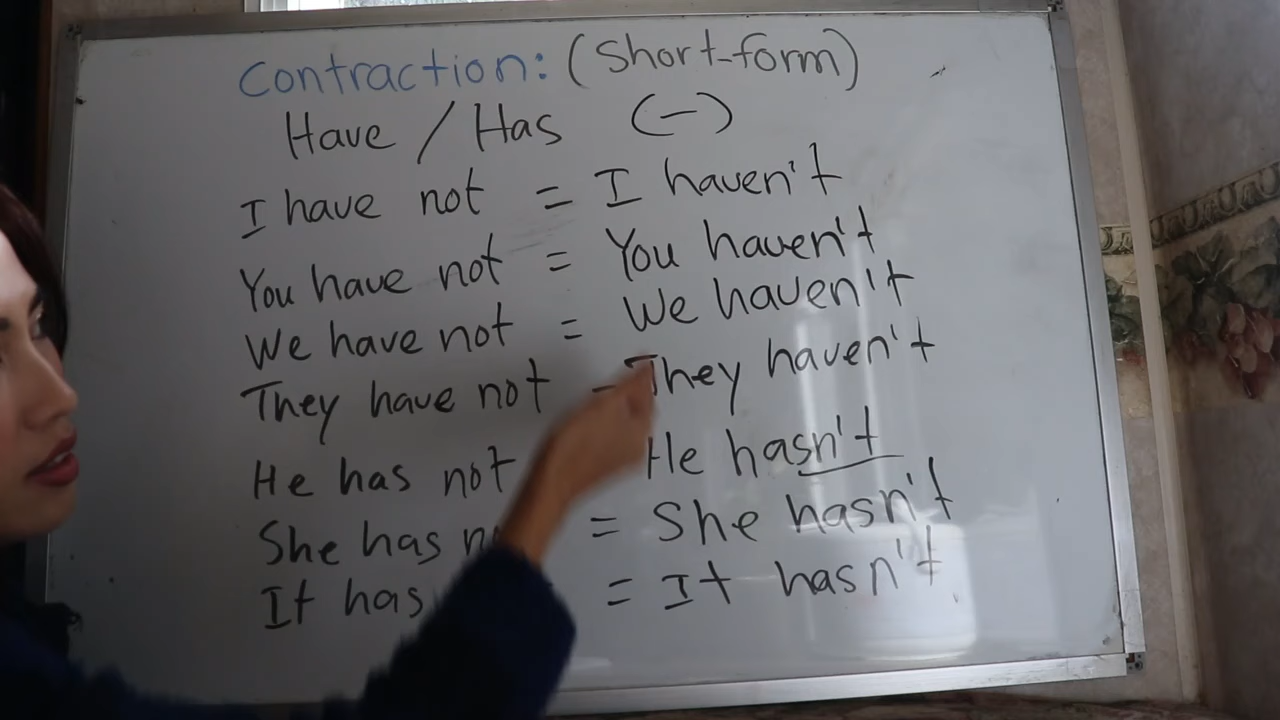 Contraction: (Short-form)
Have / Has (-)
I have not = I haven't
You have not = You haven't
We have not = We haven't
They have not = They haven't
He has not He hasn't
She has = She hasn't
It has = It hasn't